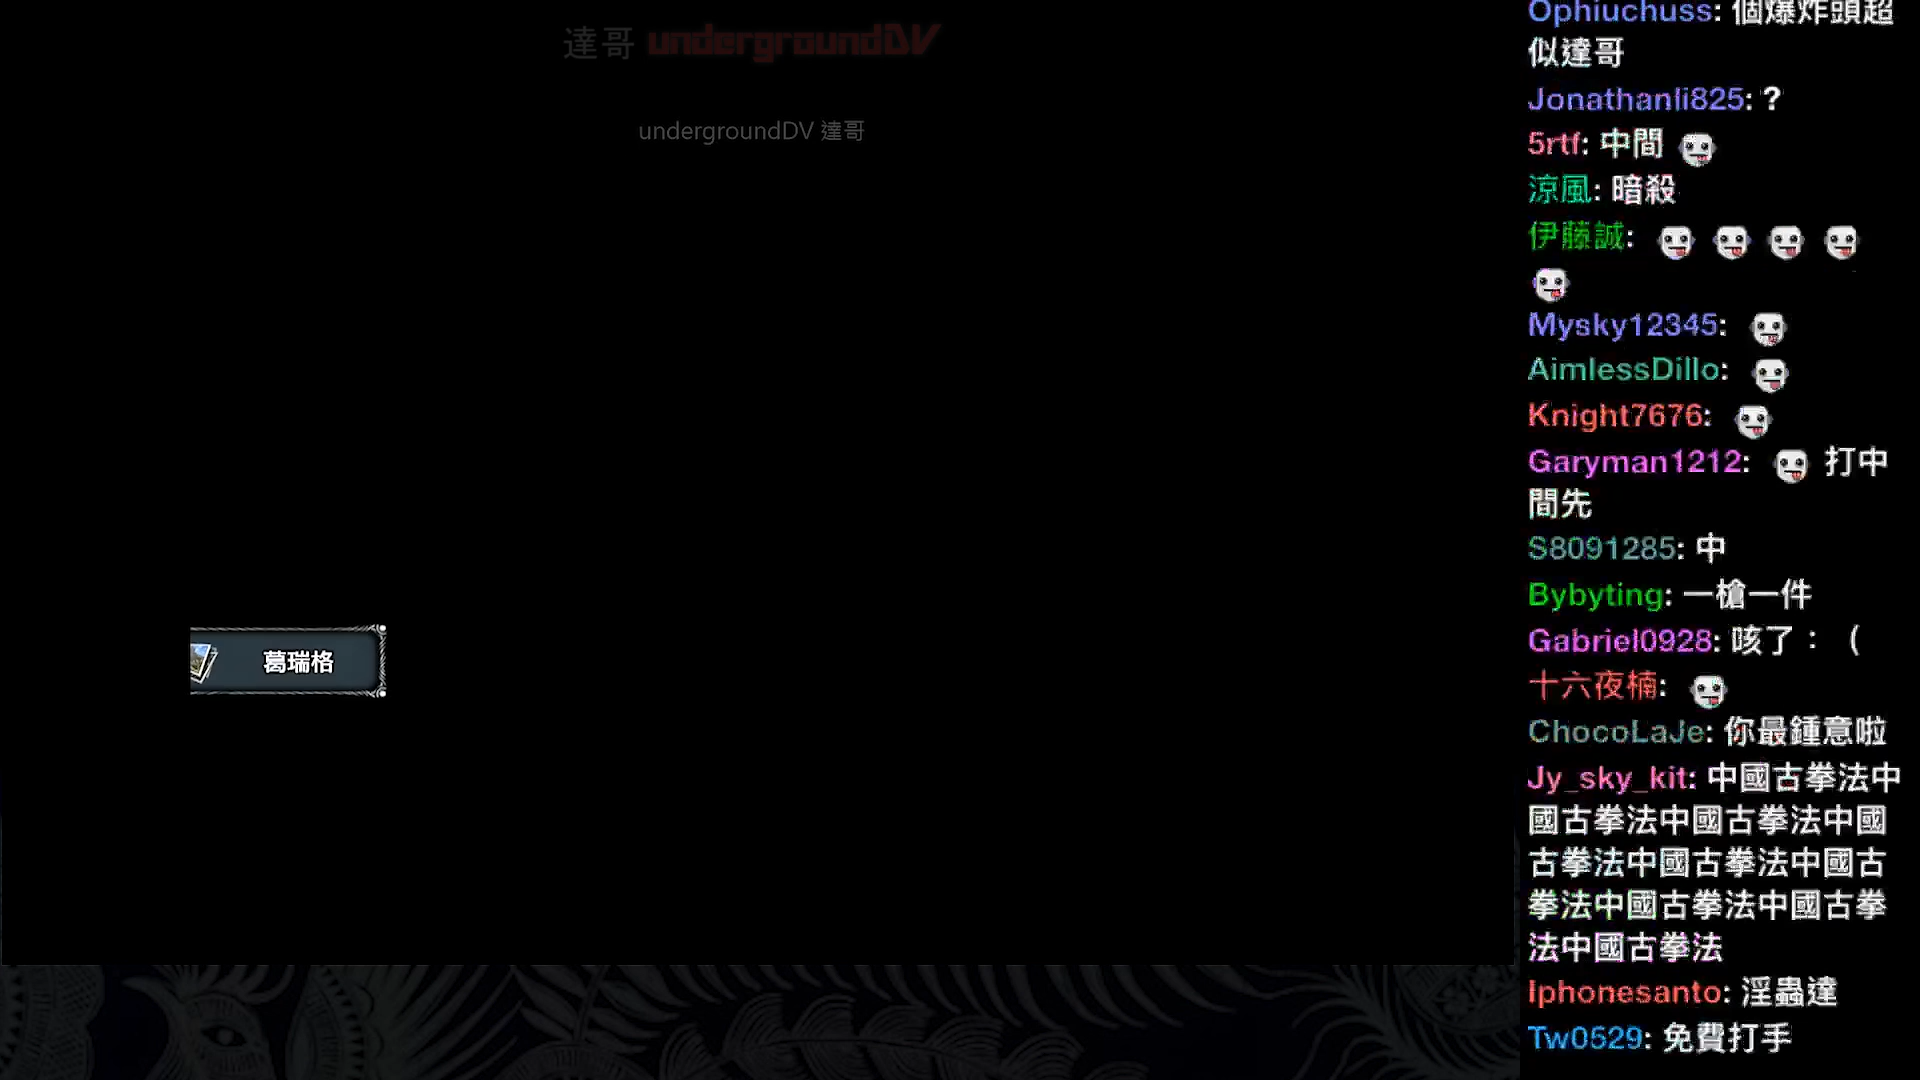 達哥 undergroundDV
undergroundDV 達哥
葛瑞格
Ophiuchuss: 個爆炸頭超
似達哥
Jonathanli825: ?
5rtf: 中間
涼風: 暗殺
伊藤誠:
Mysky12345:
AimlessDillo:
Knight7676:
Garyman1212: 打中
間先
S8091285: 中
Bybyting: 一槍一件
Gabriel0928: 咳了： （
十六夜楠:
ChocoLaJe: 你最鍾意啦
Jy_sky_kit: 中國古拳法中
國古拳法中國古拳法中國
古拳法中國古拳法中國古
拳法中國古拳法中國古拳
法中國古拳法
Iphonesanto: 淫蟲達
Tw0529: 免費打手